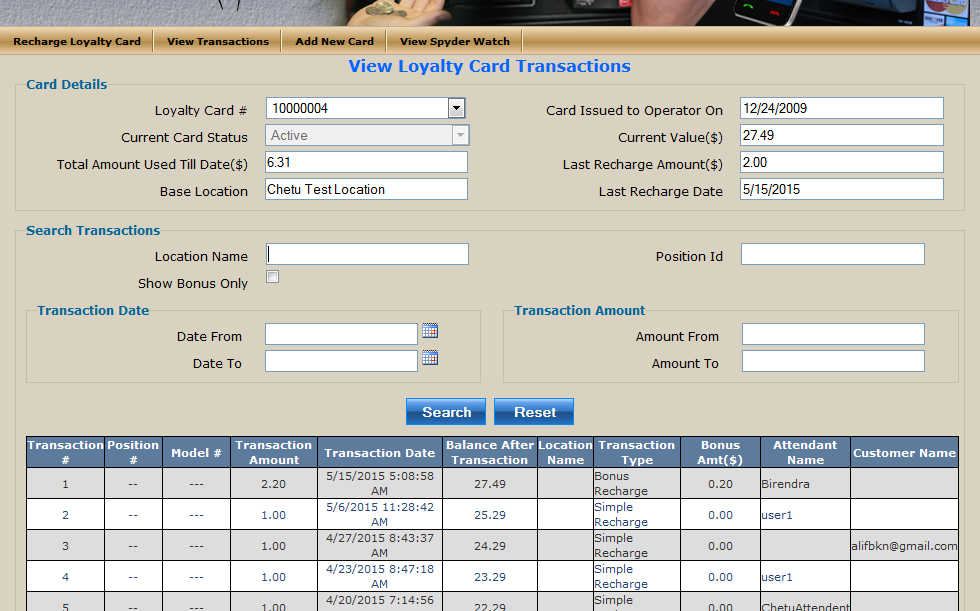 Recharge Loyalty Card View Transactions Add New Card View Spyder Watch
View Loyalty Card Transactions
Card Details
Loyalty Card # 10000004 Card Issued to Operator On 12/24/2009
Current Card Status Active Current Value($) 27.49
Total Amount Used Till Date($) 6.31 Last Recharge Amount($) 2.00
Base Location Chetu Test Location Last Recharge Date 5/15/2015
Search Transactions
Location Name Position Id
Show Bonus Only
Transaction Date Transaction Amount
Date From Amount From
Date To Amount To
Search Reset
Transaction # Position # Model # Transaction Amount Transaction Date Balance After Transaction Location Name Transaction Type Bonus Amt($) Attendant Name Customer Name
1 -- --- 2.20 5/15/2015 5:08:58 AM 27.49 Bonus Recharge 0.20 Birendra
2 -- --- 1.00 5/6/2015 11:28:42 AM 25.29 Simple Recharge 0.00 user1
3 -- --- 1.00 4/27/2015 8:43:37 AM 24.29 Simple Recharge 0.00 alifbkn@gmail.com
4 -- --- 1.00 4/23/2015 8:47:18 AM 23.29 Simple Recharge 0.00 user1
5 -- --- 1.00 4/20/2015 7:14:56 22.29 Simple 0.00 ChetuAttendent